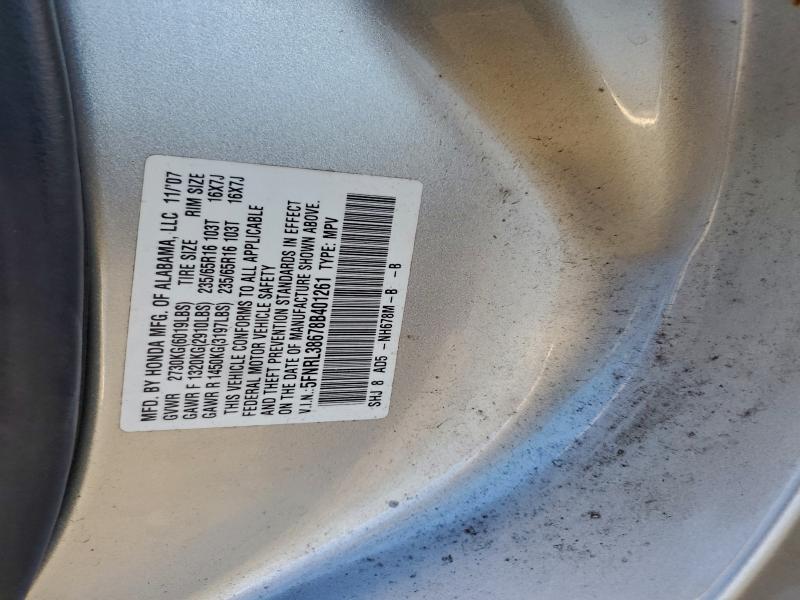 MFD. BY HONDA MFG. OF ALABAMA, LLC 11/'07
GVWR 2730KG(6019LBS) TIRE SIZE RIM SIZE
GAWR F 1320KG(2910LBS) 235/65R16 103T 16X7J
GAWR R 1450KG(3197LBS) 235/65R16 103T 16X7J
THIS VEHICLE CONFORMS TO ALL APPLICABLE
FEDERAL MOTOR VEHICLE SAFETY
AND THEFT PREVENTION STANDARDS IN EFFECT
ON THE DATE OF MANUFACTURE SHOWN ABOVE.
V.I.N.: 5FNRL38678B401261 TYPE: MPV
SHJ 8 AD5 -NH678M-B -B